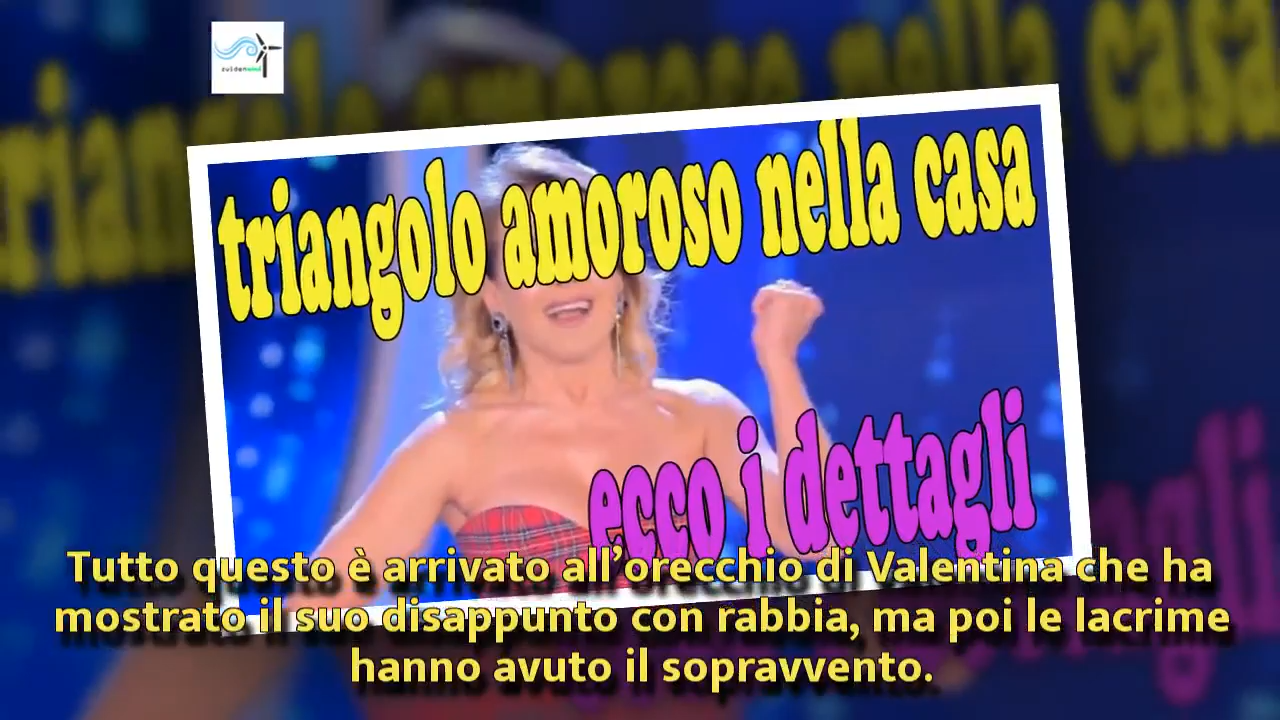 zuidenwind
triangolo amoroso nella casa
ecco i dettagli
Tutto questo è arrivato all'orecchio di Valentina che ha
mostrato il suo disappunto con rabbia, ma poi le lacrime
hanno avuto il sopravvento.